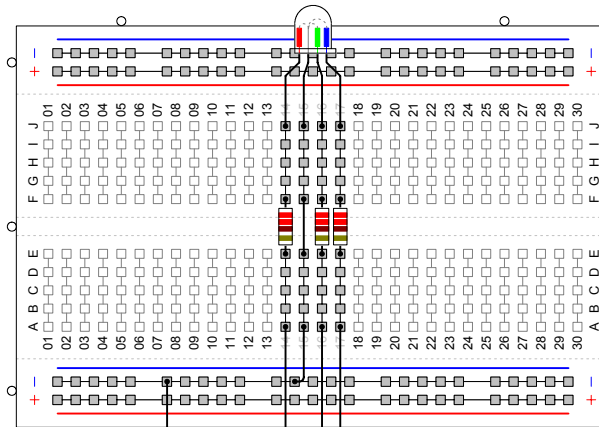 − −
+ +
01 02 03 04 05 06 07 08 09 10 11 12 13 18 19 20 21 22 23 24 25 26 27 28 29 30
J J
I I
H H
G G
F F
E E
D D
C C
B B
A A
01 02 03 04 05 06 07 08 09 10 11 12 13 18 19 20 21 22 23 24 25 26 27 28 29 30
− −
+ +